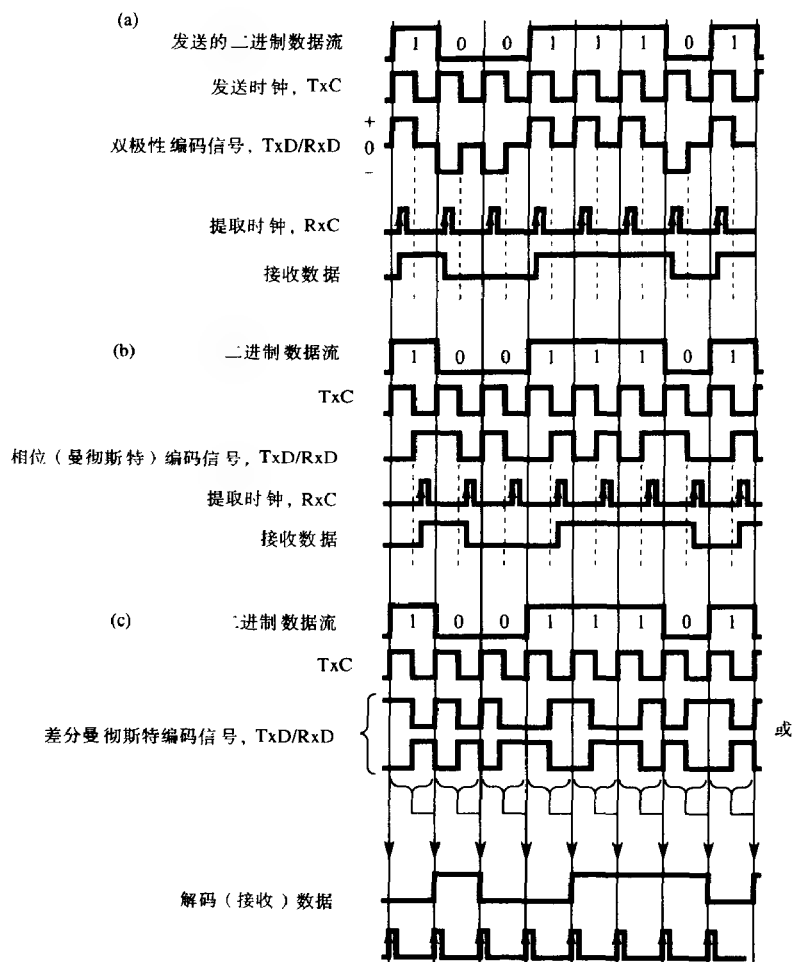 (a)
发送的二进制数据流
1 0 0 1 1 1 0 1
发送时钟, TxC
双极性编码信号, TxD/RxD
+
0
−
提取时钟, RxC
接收数据
(b)
二进制数据流
1 0 0 1 1 1 0 1
TxC
相位（曼彻斯特）编码信号, TxD/RxD
提取时钟, RxC
接收数据
(c)
二进制数据流
1 0 0 1 1 1 0 1
TxC
差分曼彻斯特编码信号, TxD/RxD
或
解码（接收）数据